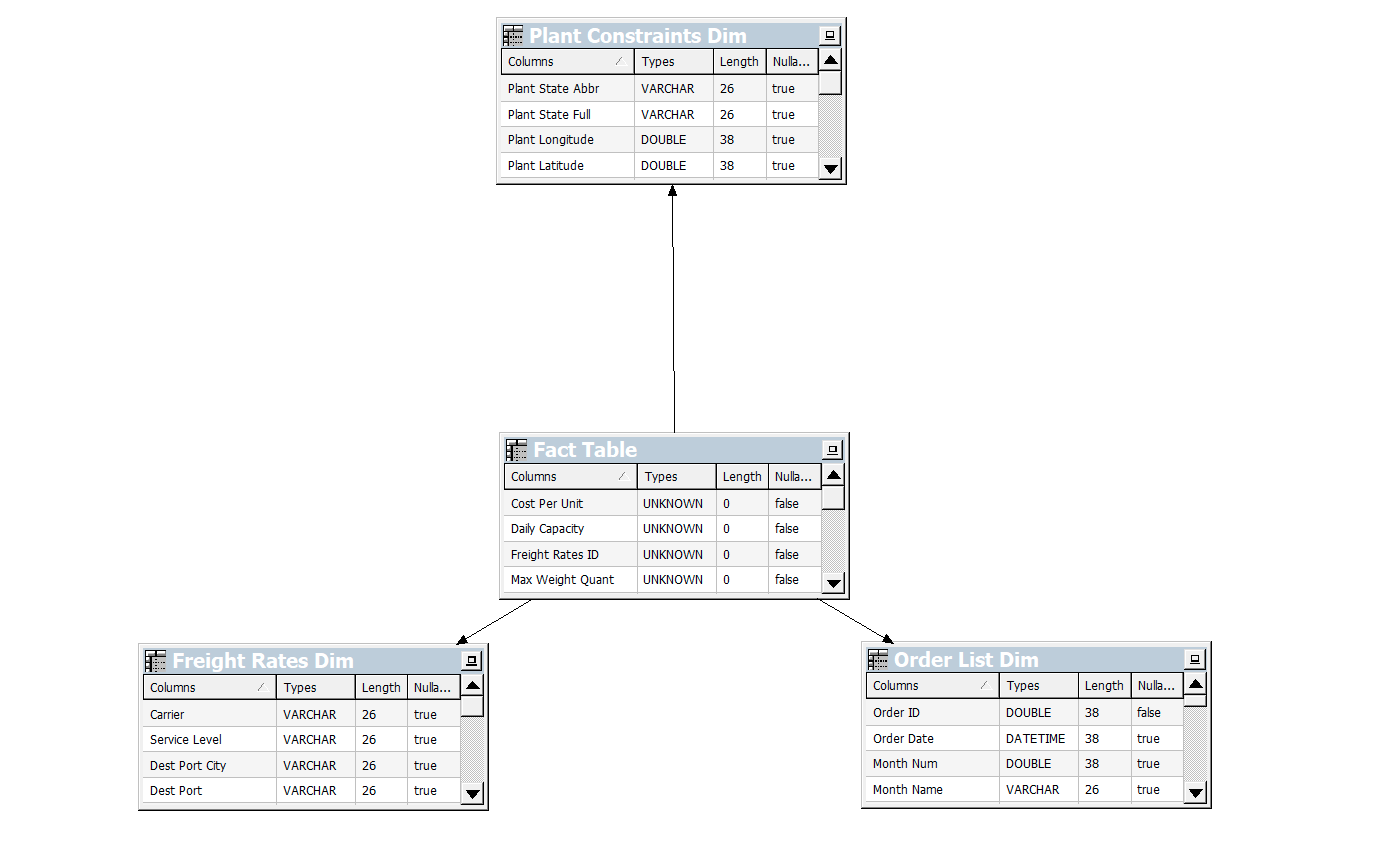 Plant Constraints Dim
Columns Types Length Nulla...
Plant State Abbr VARCHAR 26 true
Plant State Full VARCHAR 26 true
Plant Longitude DOUBLE 38 true
Plant Latitude DOUBLE 38 true
Fact Table
Columns Types Length Nulla...
Cost Per Unit UNKNOWN 0 false
Daily Capacity UNKNOWN 0 false
Freight Rates ID UNKNOWN 0 false
Max Weight Quant UNKNOWN 0 false
Freight Rates Dim
Columns Types Length Nulla...
Carrier VARCHAR 26 true
Service Level VARCHAR 26 true
Dest Port City VARCHAR 26 true
Dest Port VARCHAR 26 true
Order List Dim
Columns Types Length Nulla...
Order ID DOUBLE 38 false
Order Date DATETIME 38 true
Month Num DOUBLE 38 true
Month Name VARCHAR 26 true